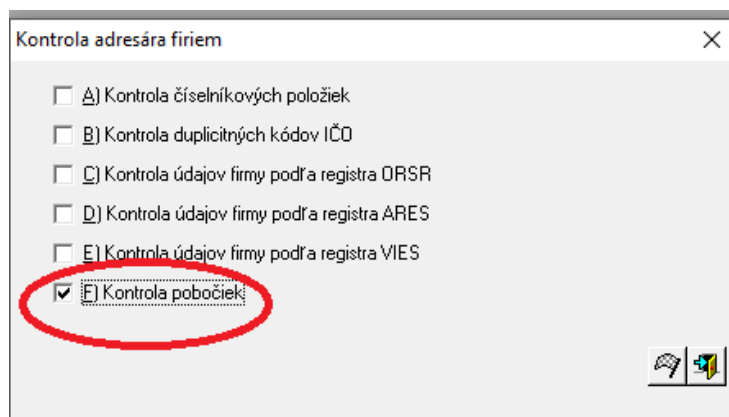 Kontrola adresára firiem
A) Kontrola číselníkových položiek
B) Kontrola duplicitných kódov IČO
C) Kontrola údajov firmy podľa registra ORSR
D) Kontrola údajov firmy podľa registra ARES
E) Kontrola údajov firmy podľa registra VIES
F) Kontrola pobočiek